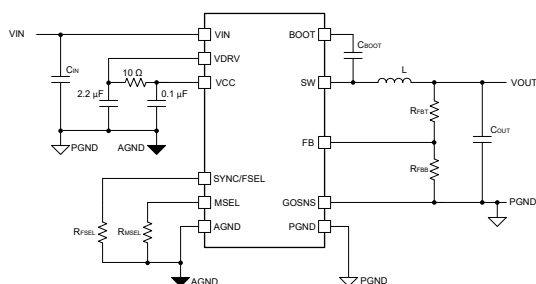 VIN
VIN
BOOT
CBOOT
VDRV
CIN
10 Ω
VCC
SW
L
VOUT
2.2 µF
0.1 µF
RFBT
COUT
PGND
AGND
FB
RFBB
SYNC/FSEL
MSEL
GOSNS
PGND
RFSEL
RMSEL
AGND
PGND
AGND
PGND